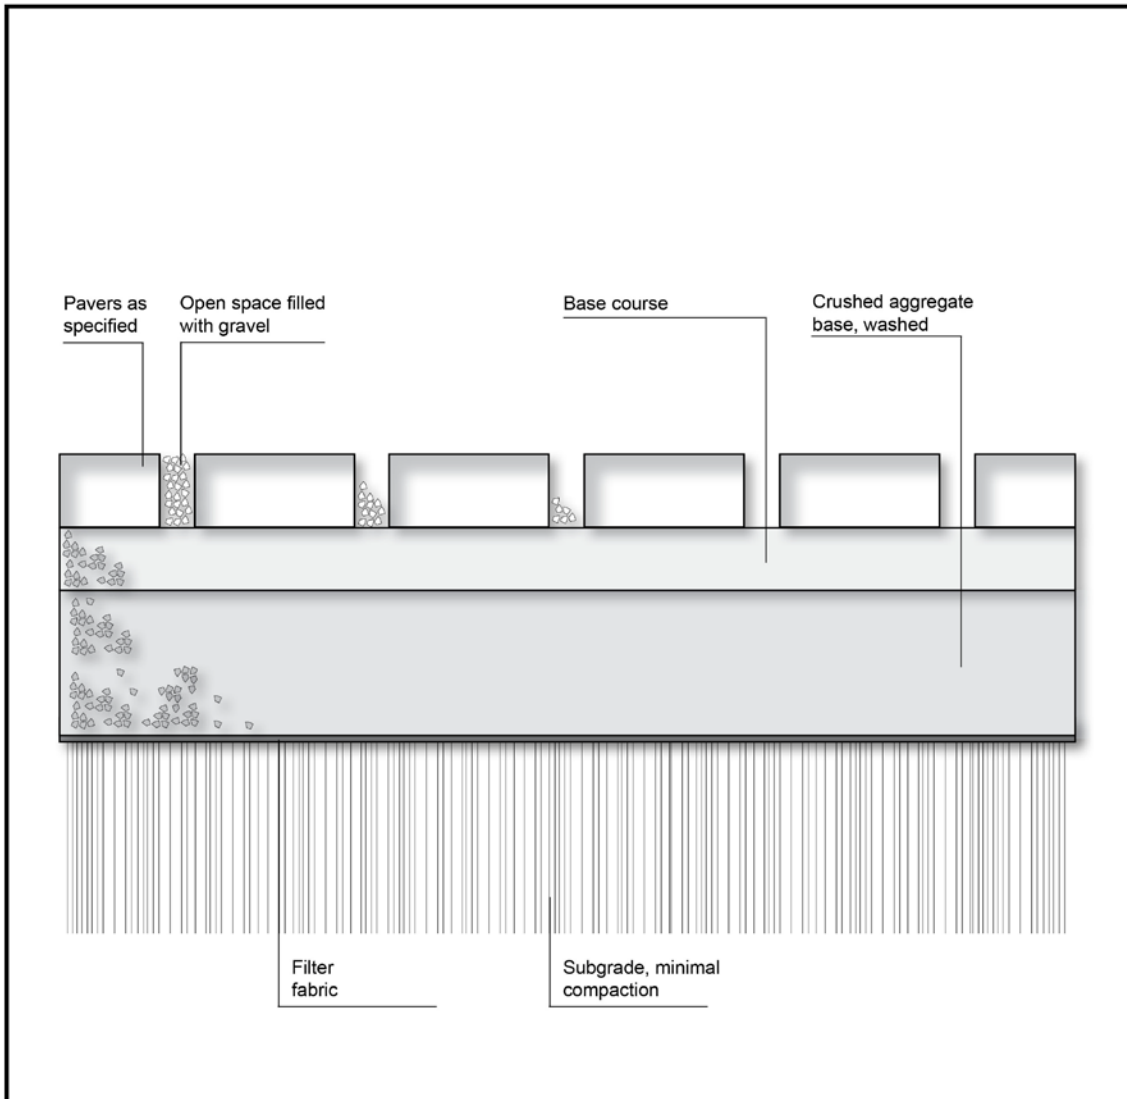 Pavers as
specified
Open space filled
with gravel
Base course
Crushed aggregate
base, washed
Filter
fabric
Subgrade, minimal
compaction